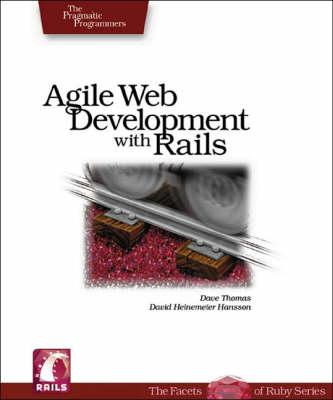 The
Pragmatic
Programmers
Agile Web
Development
with Rails
Dave Thomas
David Heinemeier Hansson
RAILS
The Facets of Ruby Series